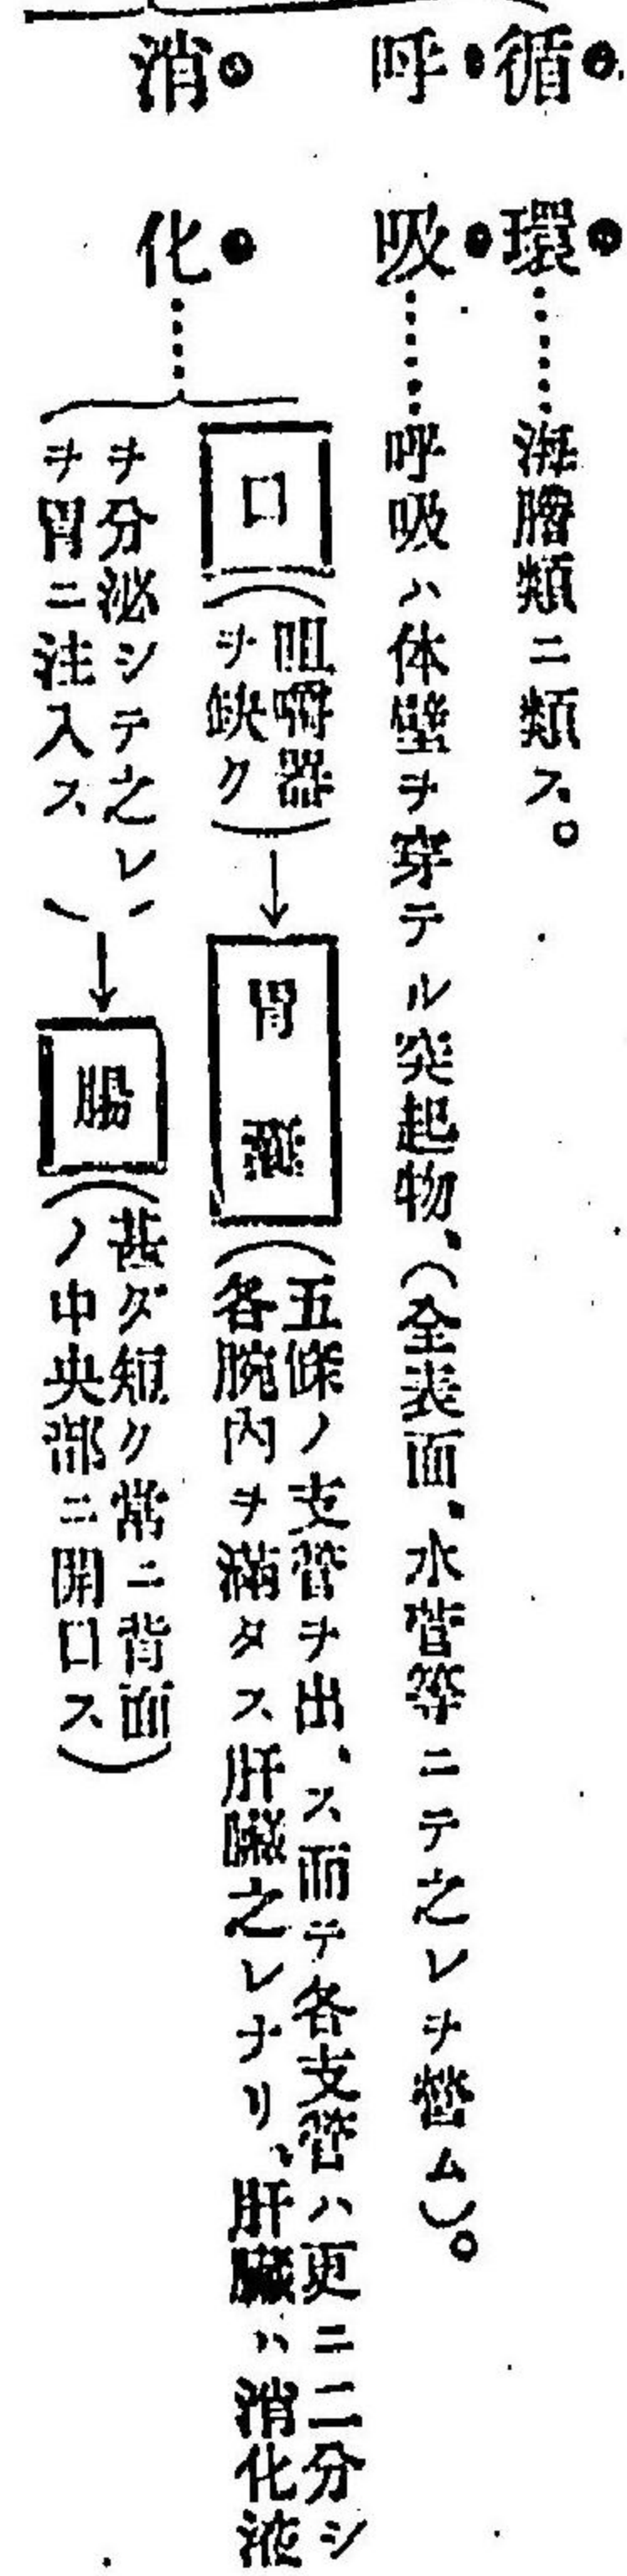 循環……海膽類ニ類ス。
呼吸……呼吸ハ体壁ヲ穿テル突起物、(全表面、水管等ニテ之レヲ營ム)。
消化……
口(咀嚼器
ヲ缺ク)→
胃嚢(五條ノ支管ヲ出、ス而テ各支管ハ更ニ二分シ
各腕内ヲ滿タス肝臟之レナリ、肝臟ハ消化液
ヲ分泌シテ之レ
ヲ胃ニ注入ス)→
腸(甚ダ短ク常ニ背面
ノ中央部ニ開口ス)